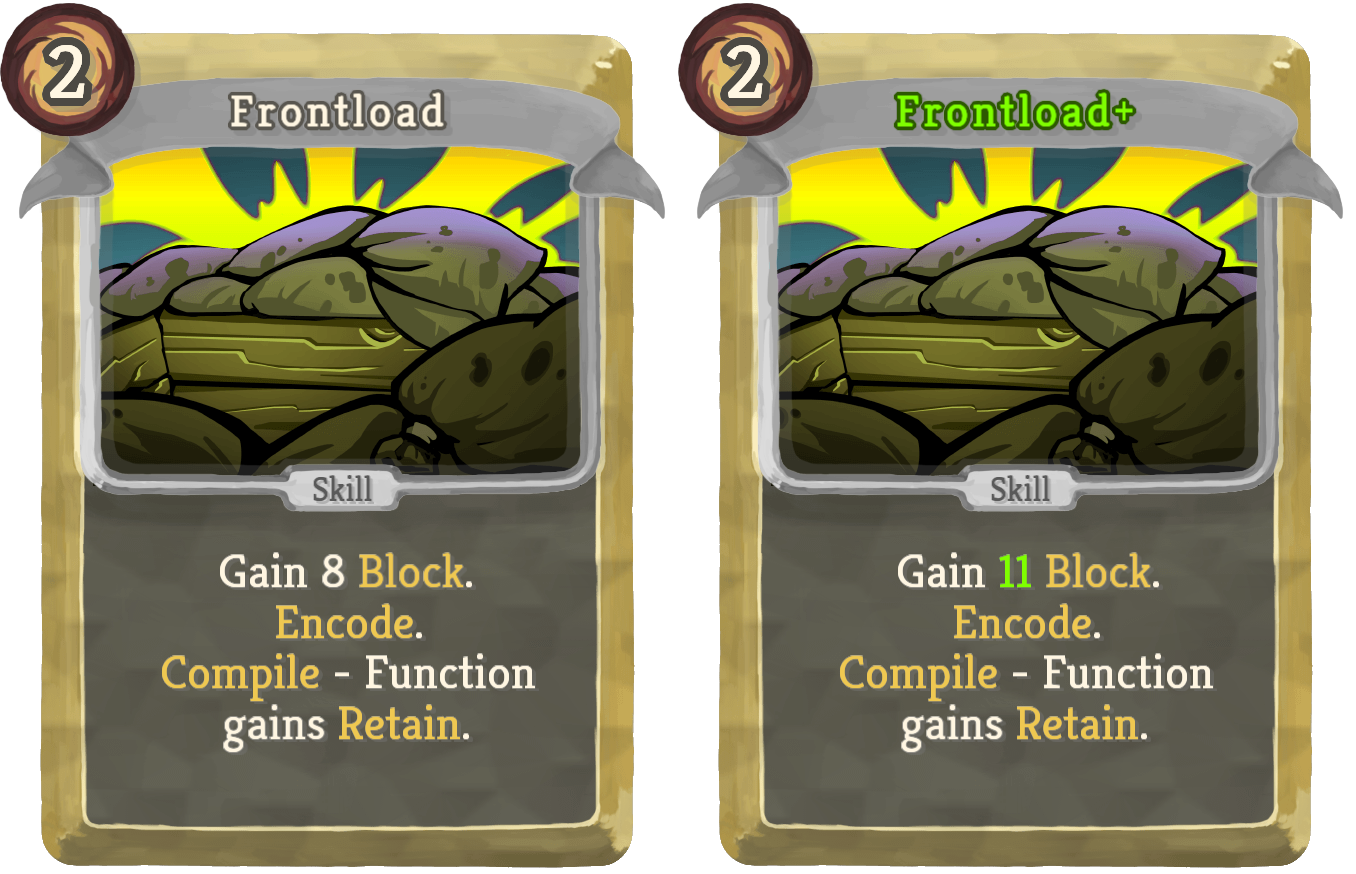 2
Frontload
Skill
Gain 8 Block.
Encode.
Compile - Function
gains Retain.
2
Frontload+
Skill
Gain 11 Block.
Encode.
Compile - Function
gains Retain.